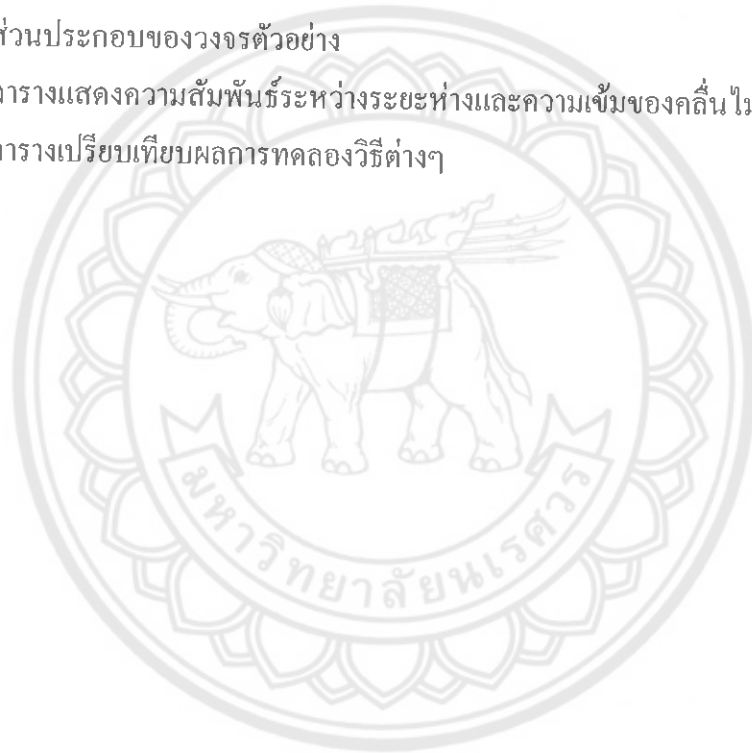 ส่วนประกอบของวงจรตัวอย่าง
ตารางแสดงความสัมพันธ์ระหว่างระยะห่างและความเข้มของคลื่น
ตารางเปรียบเทียบผลการทดลองวิธีต่างๆ
มหาวิทยาลัยนเรศวร